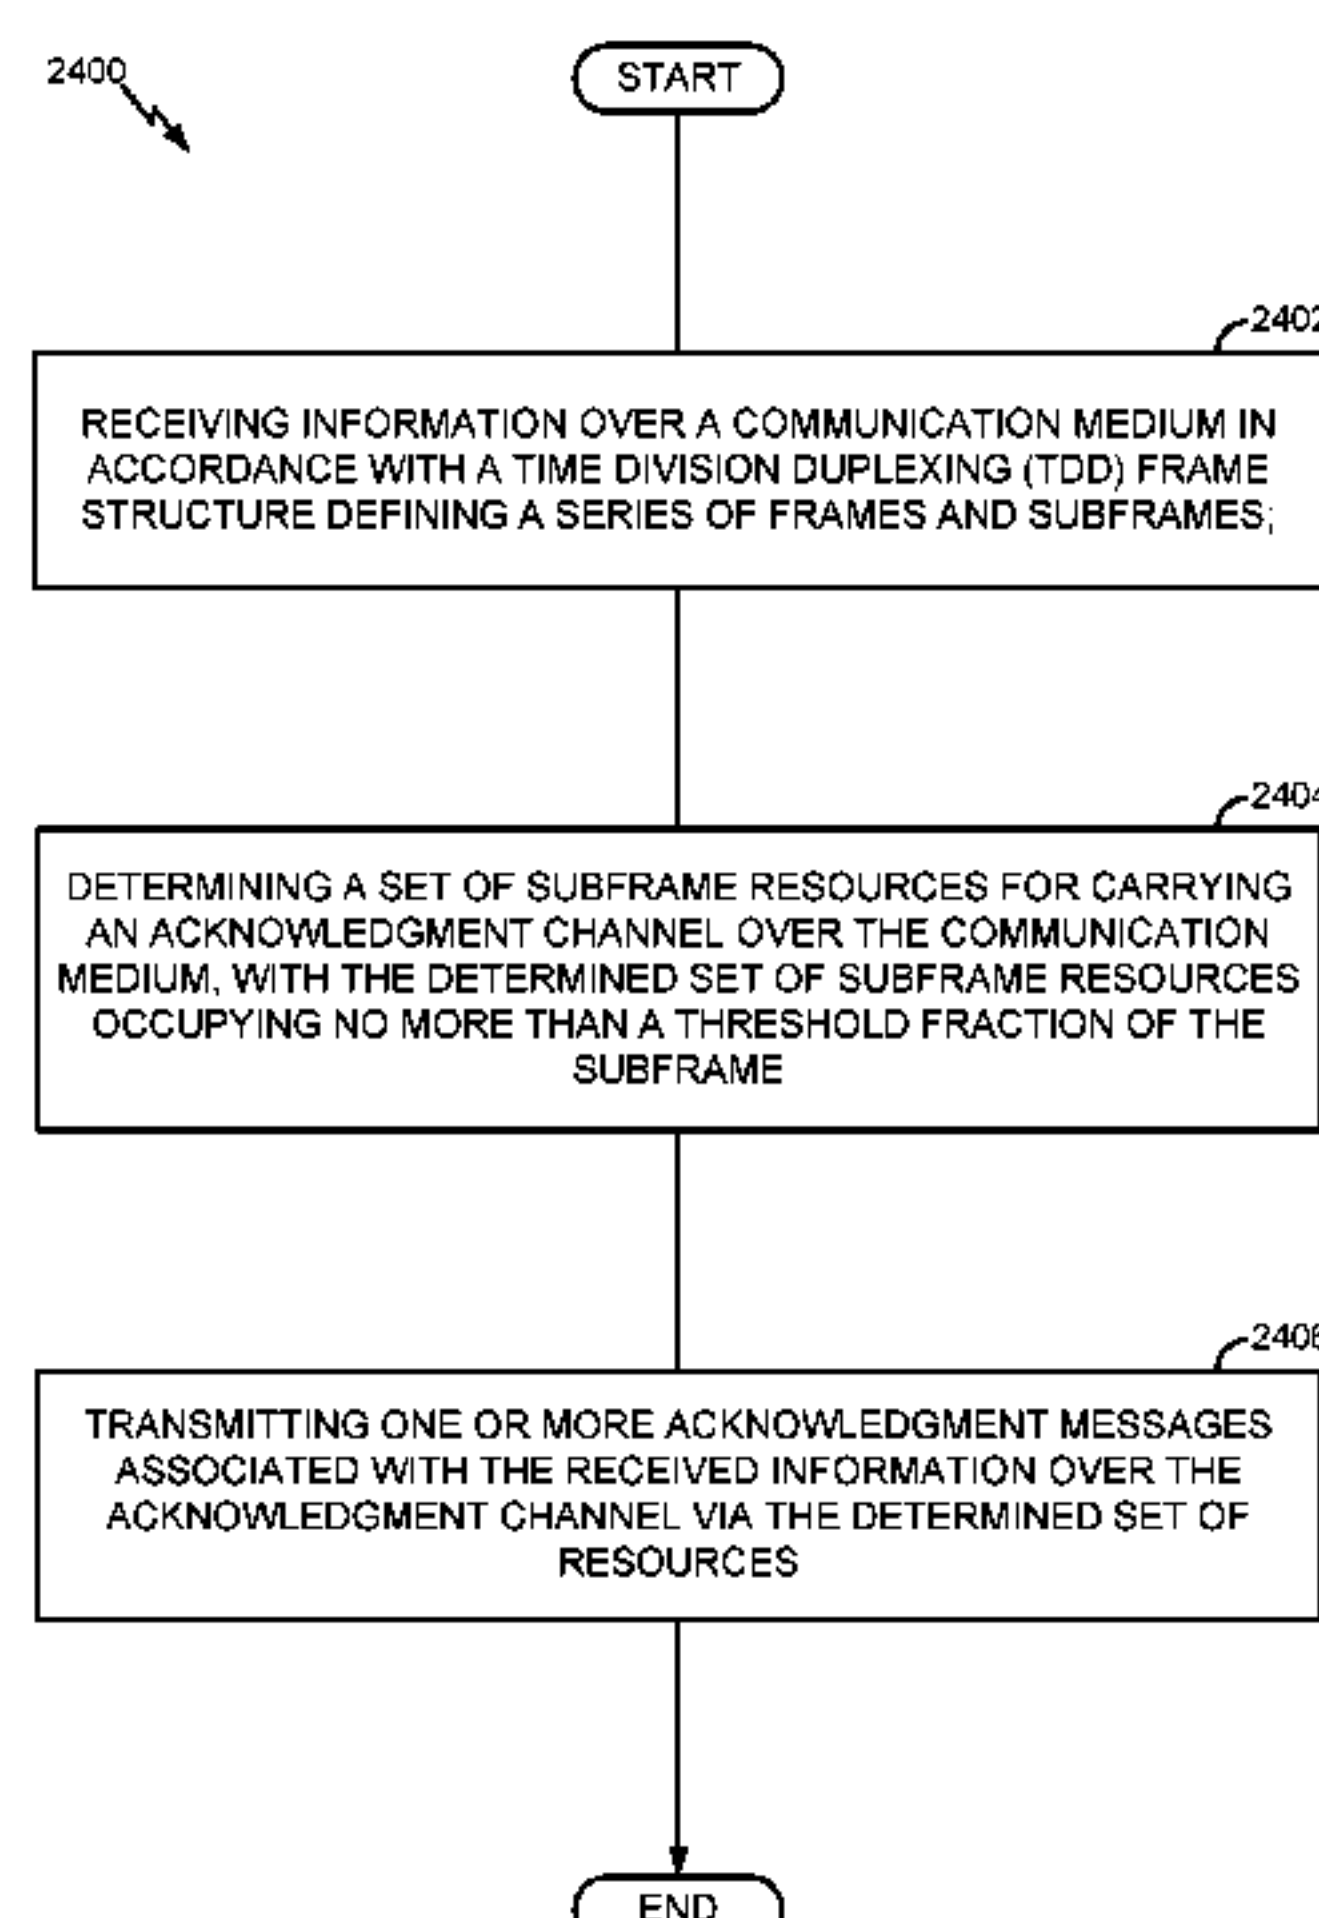 2400
START
2402
RECEIVING INFORMATION OVER A COMMUNICATION MEDIUM IN
ACCORDANCE WITH A TIME DIVISION DUPLEXING (TDD) FRAME
STRUCTURE DEFINING A SERIES OF FRAMES AND SUBFRAMES;
2404
DETERMINING A SET OF SUBFRAME RESOURCES FOR CARRYING
AN ACKNOWLEDGMENT CHANNEL OVER THE COMMUNICATION
MEDIUM, WITH THE DETERMINED SET OF SUBFRAME RESOURCES
OCCUPYING NO MORE THAN A THRESHOLD FRACTION OF THE
SUBFRAME
2406
TRANSMITTING ONE OR MORE ACKNOWLEDGMENT MESSAGES
ASSOCIATED WITH THE RECEIVED INFORMATION OVER THE
ACKNOWLEDGMENT CHANNEL VIA THE DETERMINED SET OF
RESOURCES
END